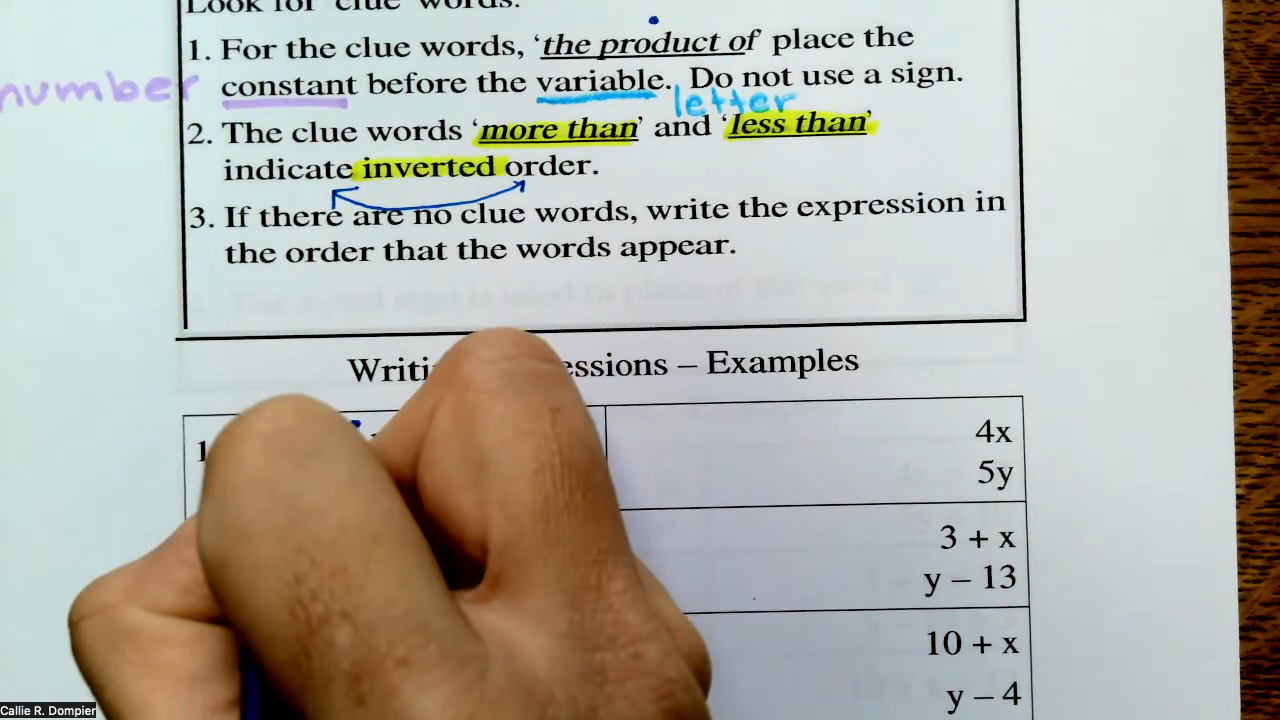 Look for 'clue' words.
1. For the clue words, 'the product of' place the
number constant before the variable. Do not use a sign.
letter
2. The clue words 'more than' and 'less than'
indicate inverted order.
3. If there are no clue words, write the expression in
the order that the words appear.
Writi essions – Examples
1 4x
5y
3 + x
y – 13
10 + x
y – 4
Callie R. Dompier